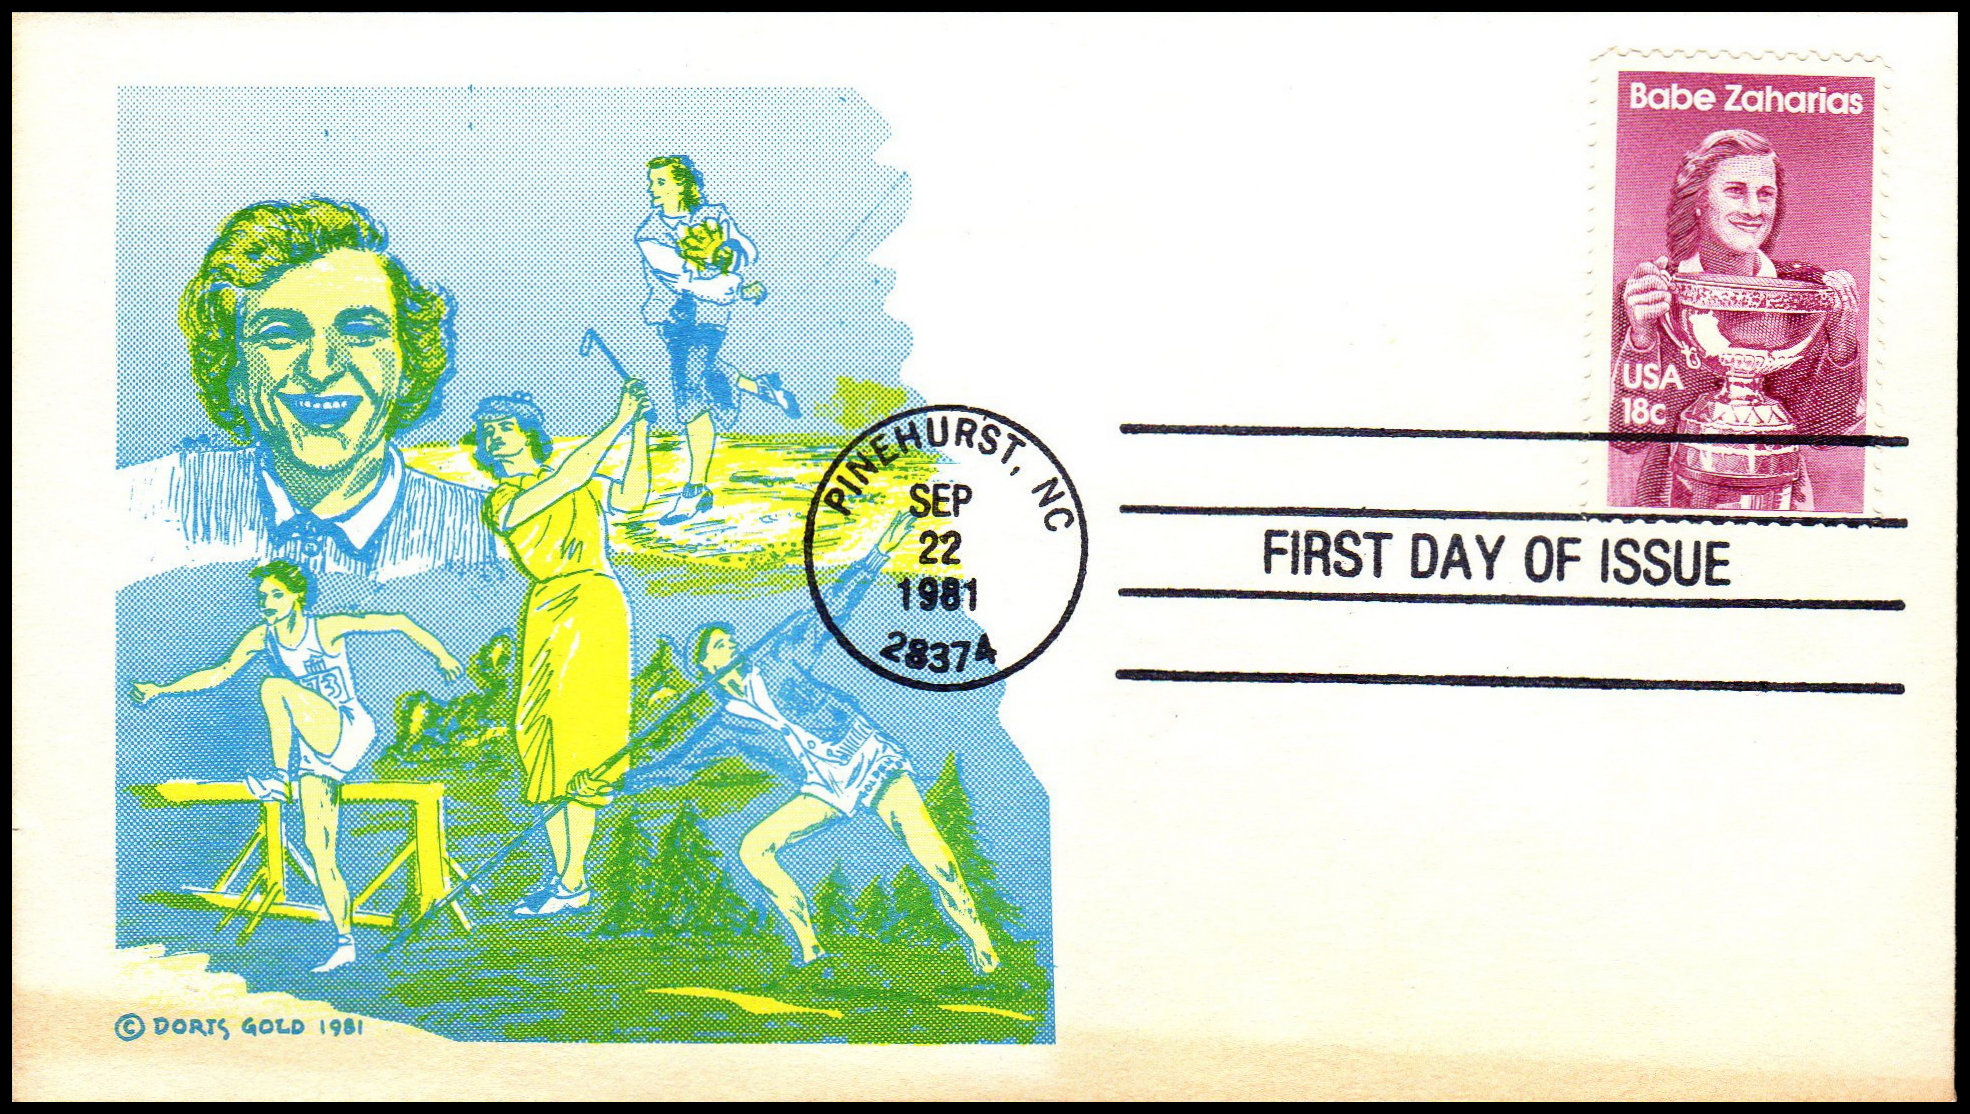 Babe Zaharias
USA
18c
PINEHURST, NC
SEP
22
1981
28374
FIRST DAY OF ISSUE
© DORIS GOLD 1981